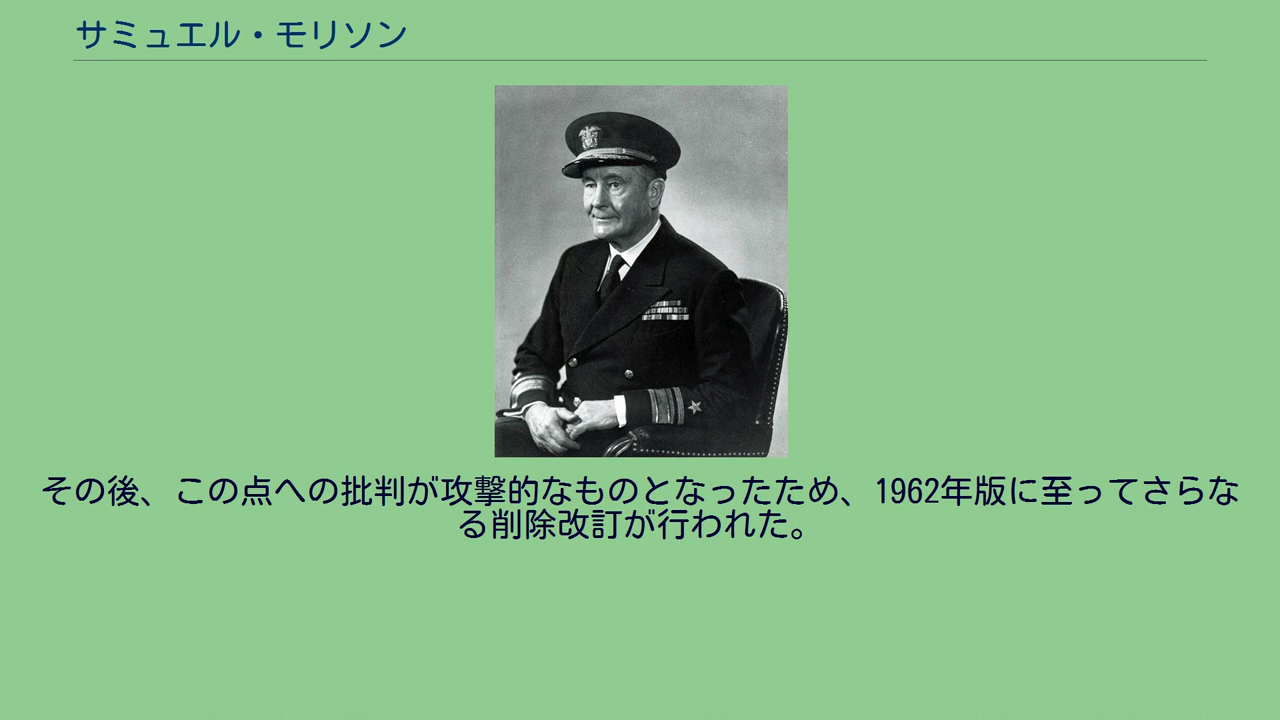 サミュエル・モリソン
その後、この点への批判が攻撃的なものとなったため、1962年版に至ってさらな
る削除改訂が行われた。